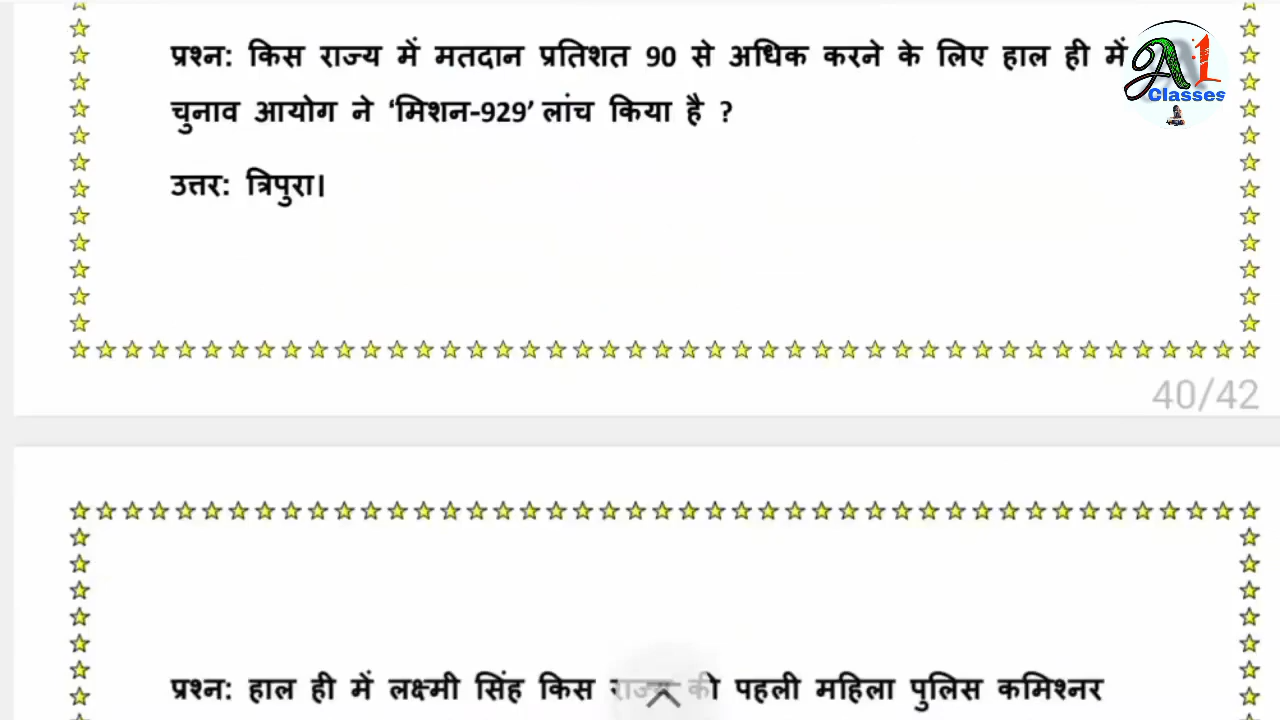 प्रश्न: किस राज्य में मतदान प्रतिशत 90 से अधिक करने के लिए हाल ही में
चुनाव आयोग ने ‘मिशन-929’ लांच किया है ?
उत्तर: त्रिपुरा।
A1
Classes
40/42
प्रश्न: हाल ही में लक्ष्मी सिंह किस राज्य की पहली महिला पुलिस कमिश्नर